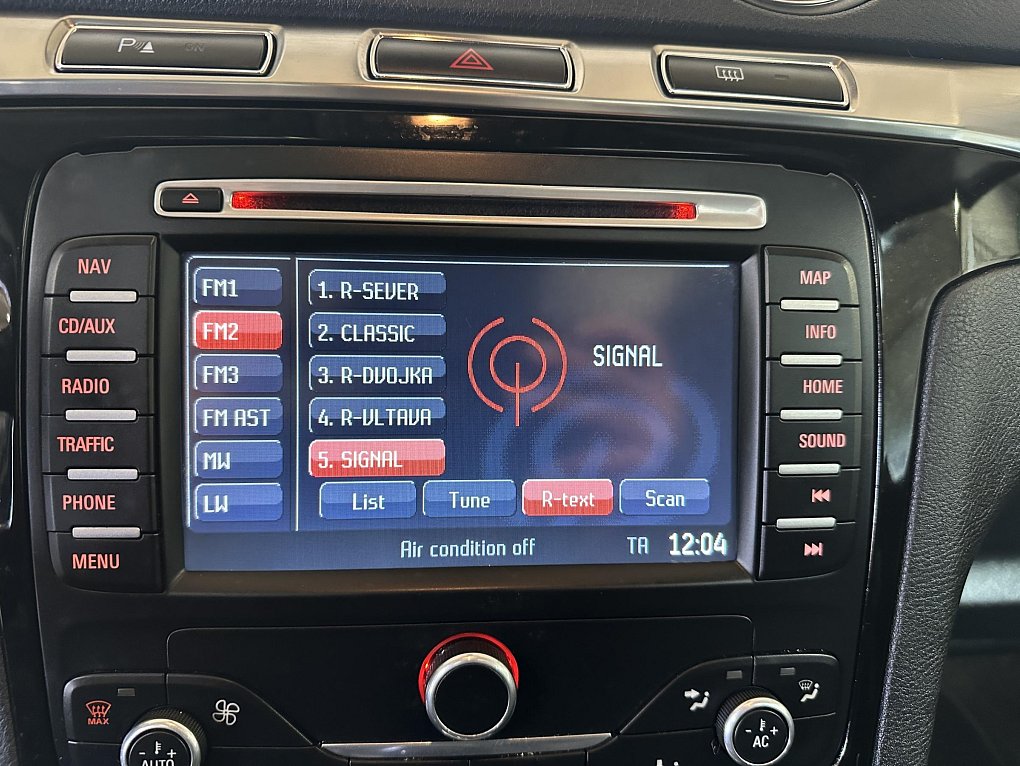 P ON
NAV
CD/AUX
RADIO
TRAFFIC
PHONE
MENU
FM1
FM2
FM3
FM AST
MW
LW
1. R-SEVER
2. CLASSIC
3. R-DVOJKA
4. R-VLTAVA
5. SIGNAL
SIGNAL
List Tune R-text Scan
Air condition off TA 12:04
MAP
INFO
HOME
SOUND
MAX
- +
AUTO
- +
AC